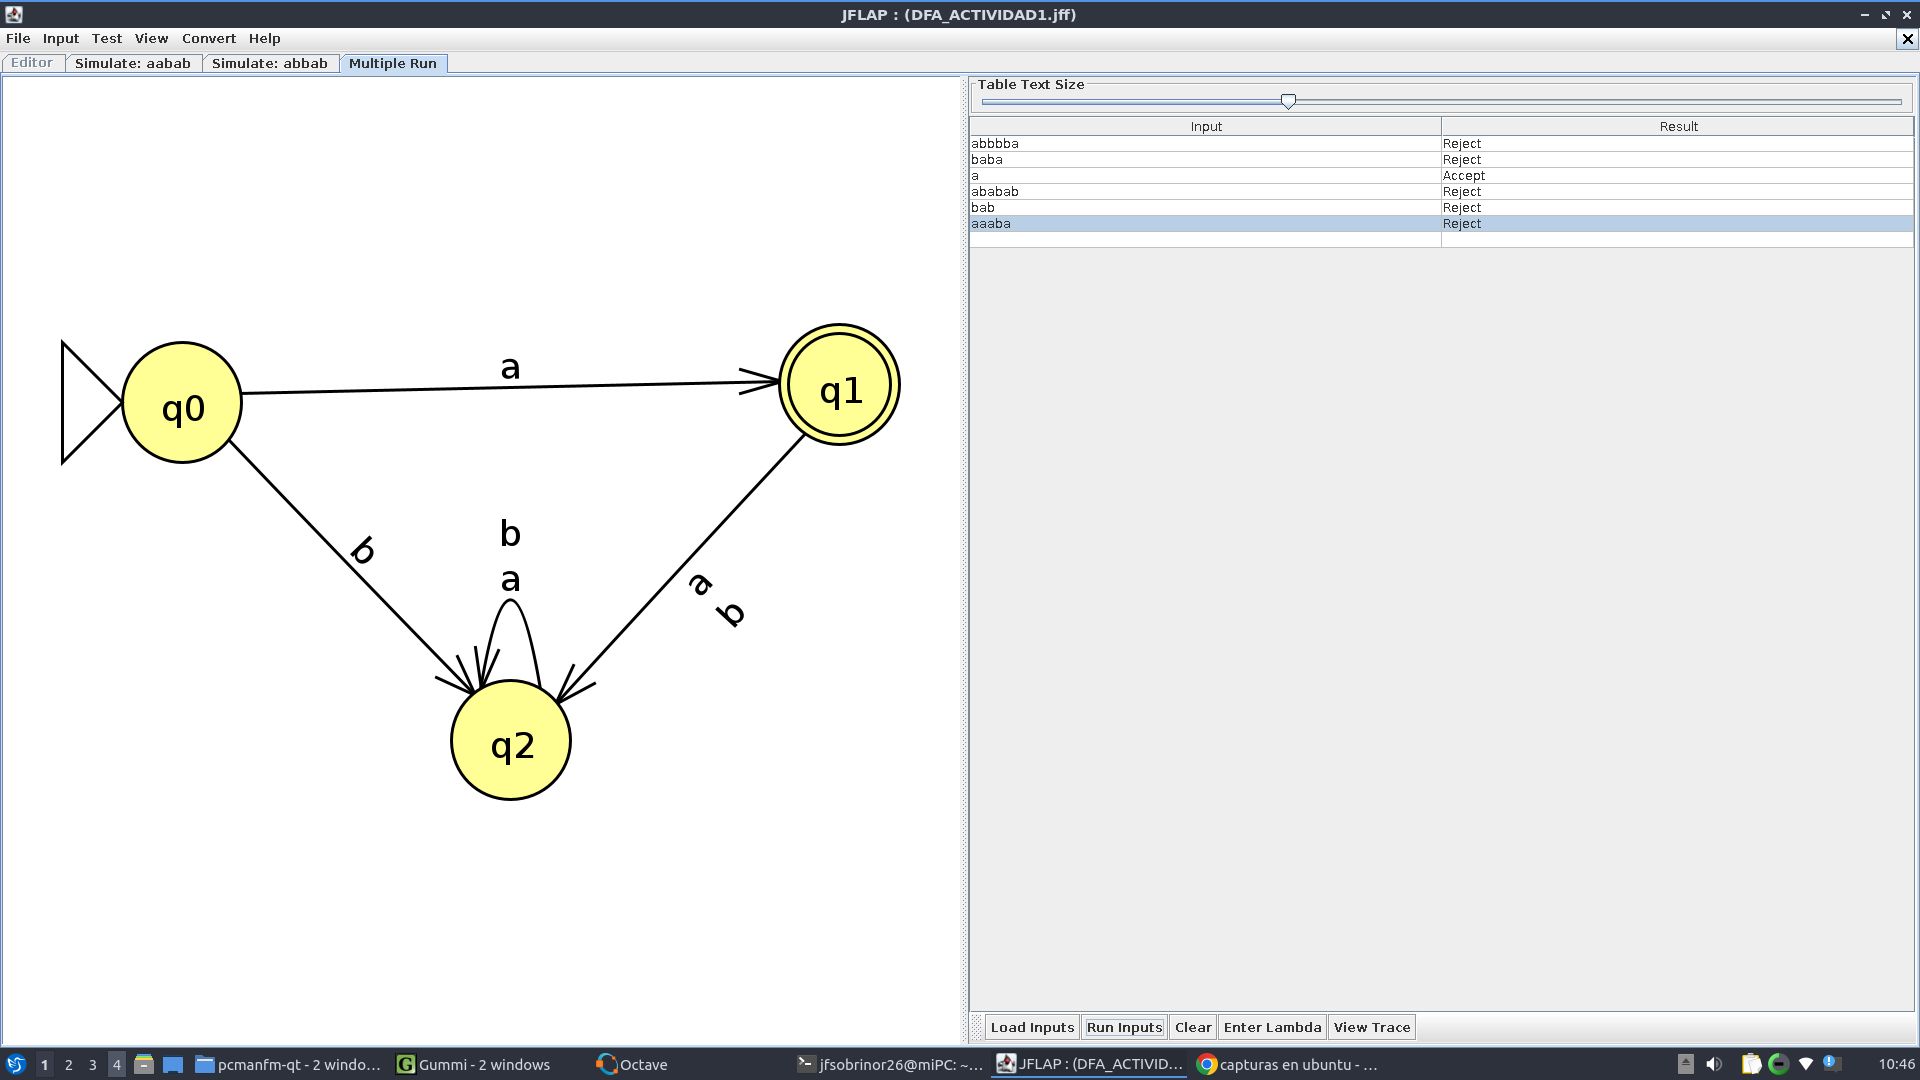 JFLAP : (DFA_ACTIVIDAD1.jff)
File Input Test View Convert Help
Editor Simulate: aabab Simulate: abbab Multiple Run
Table Text Size
Input Result
abbbba Reject
baba Reject
a Accept
ababab Reject
bab Reject
aaaba Reject
a
q0
q1
b
b
a
a
b
q2
Load Inputs Run Inputs Clear Enter Lambda View Trace
1 2 3 4 pcmanfm-qt - 2 windo... Gummi - 2 windows Octave jfsobrinor26@miPC: ~... JFLAP : (DFA_ACTIVID... capturas en ubuntu - ... 10:46